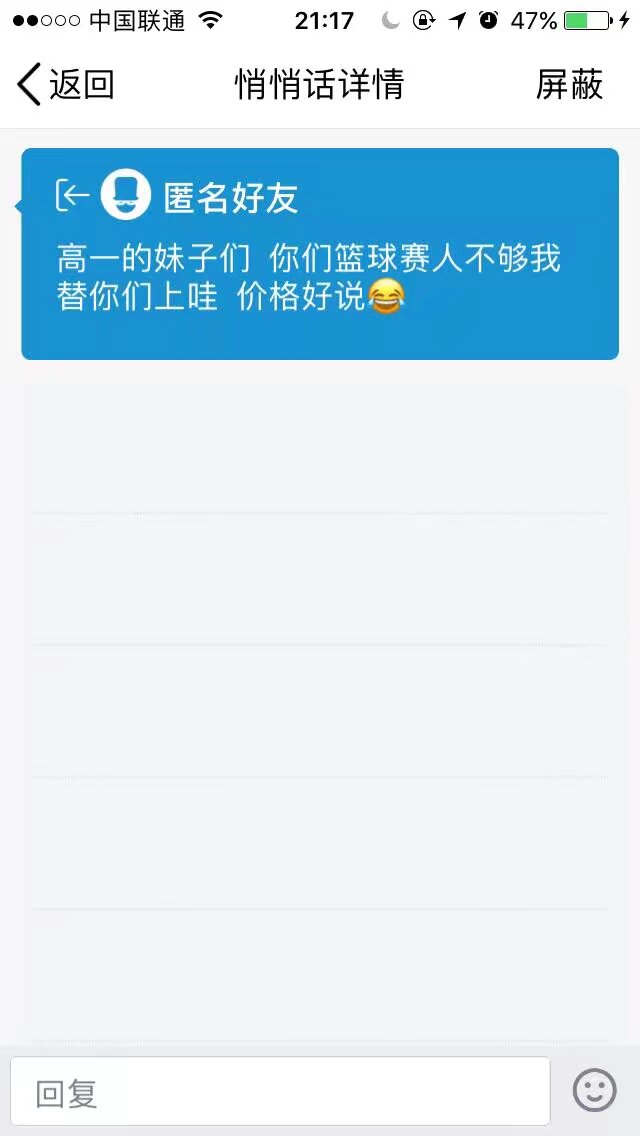 中国联通 21:17 47%
返回 悄悄话详情 屏蔽
匿名好友
高一的妹子们 你们篮球赛人不够我
替你们上哇 价格好说😂
回复